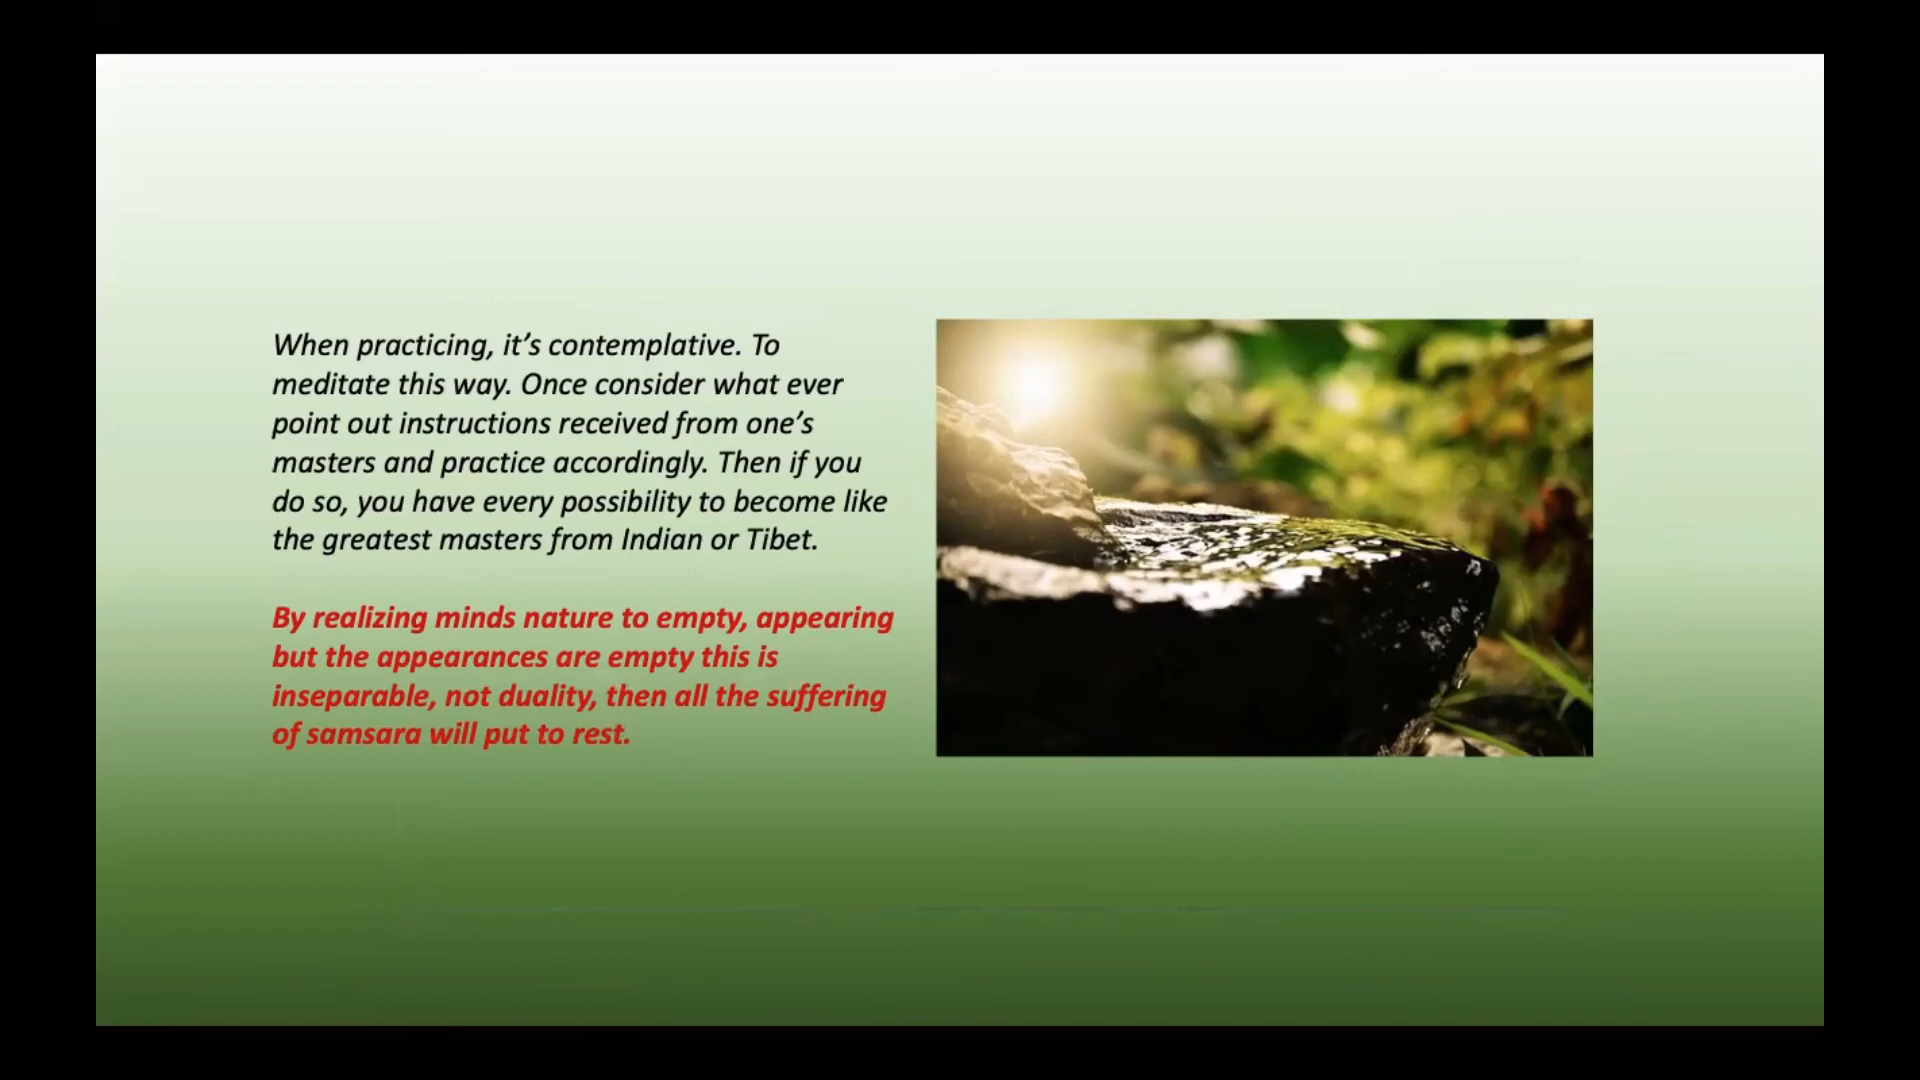 When practicing, it’s contemplative. To
meditate this way. Once consider what ever
point out instructions received from one’s
masters and practice accordingly. Then if you
do so, you have every possibility to become like
the greatest masters from Indian or Tibet.
By realizing minds nature to empty, appearing
but the appearances are empty this is
inseparable, not duality, then all the suffering
of samsara will put to rest.